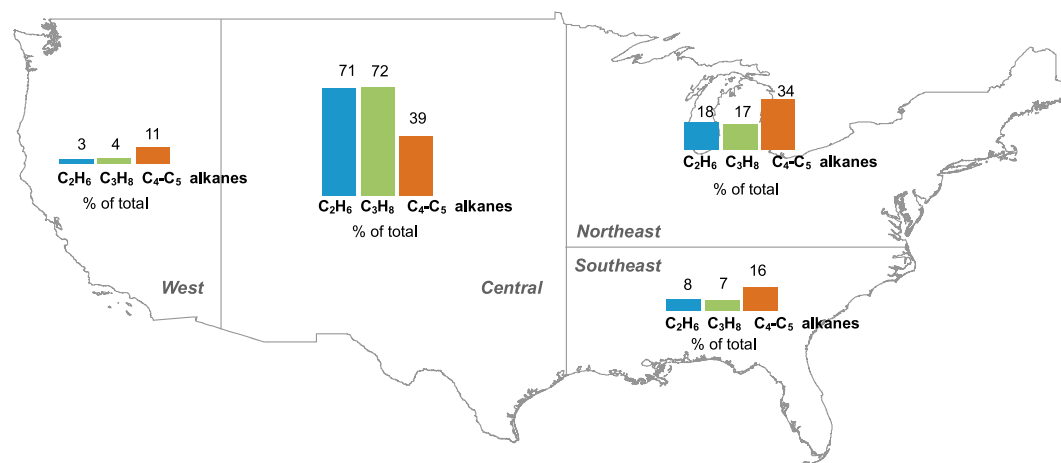 3 4 11
C₂H₆ C₃H₈ C₄-C₅ alkanes
% of total
West
71 72 39
C₂H₆ C₃H₈ C₄-C₅ alkanes
% of total
Central
18 17 34
C₂H₆ C₃H₈ C₄-C₅ alkanes
% of total
Northeast
Southeast
8 7 16
C₂H₆ C₃H₈ C₄-C₅ alkanes
% of total